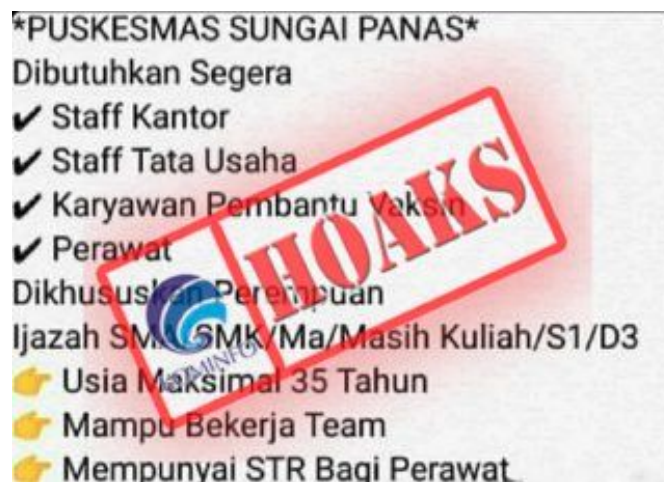 *PUSKESMAS SUNGAI PANAS*
Dibutuhkan Segera
✔ Staff Kantor
✔ Staff Tata Usaha
✔ Karyawan Pembantu Vaksin
✔ Perawat
Dikhususkan Perempuan
Ijazah SMA/SMK/Ma/Masih Kuliah/S1/D3
👉 Usia Maksimal 35 Tahun
👉 Mampu Bekerja Team
👉 Mempunyai STR Bagi Perawat
HOAKS
KOMINFO